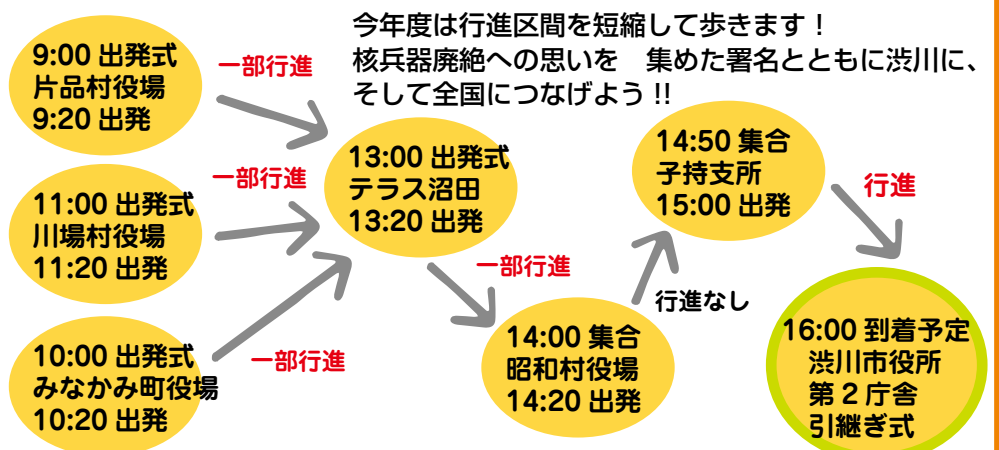 今年度は行進区間を短縮して歩きます！
核兵器廃絶への思いを　集めた署名とともに渋川に、
そして全国につなげよう!!
9:00 出発式
片品村役場
9:20 出発
一部行進
11:00 出発式
川場村役場
11:20 出発
一部行進
10:00 出発式
みなかみ町役場
10:20 出発
一部行進
13:00 出発式
テラス沼田
13:20 出発
一部行進
14:00 集合
昭和村役場
14:20 出発
行進なし
14:50 集合
子持支所
15:00 出発
行進
16:00 到着予定
渋川市役所
第2庁舎
引継ぎ式